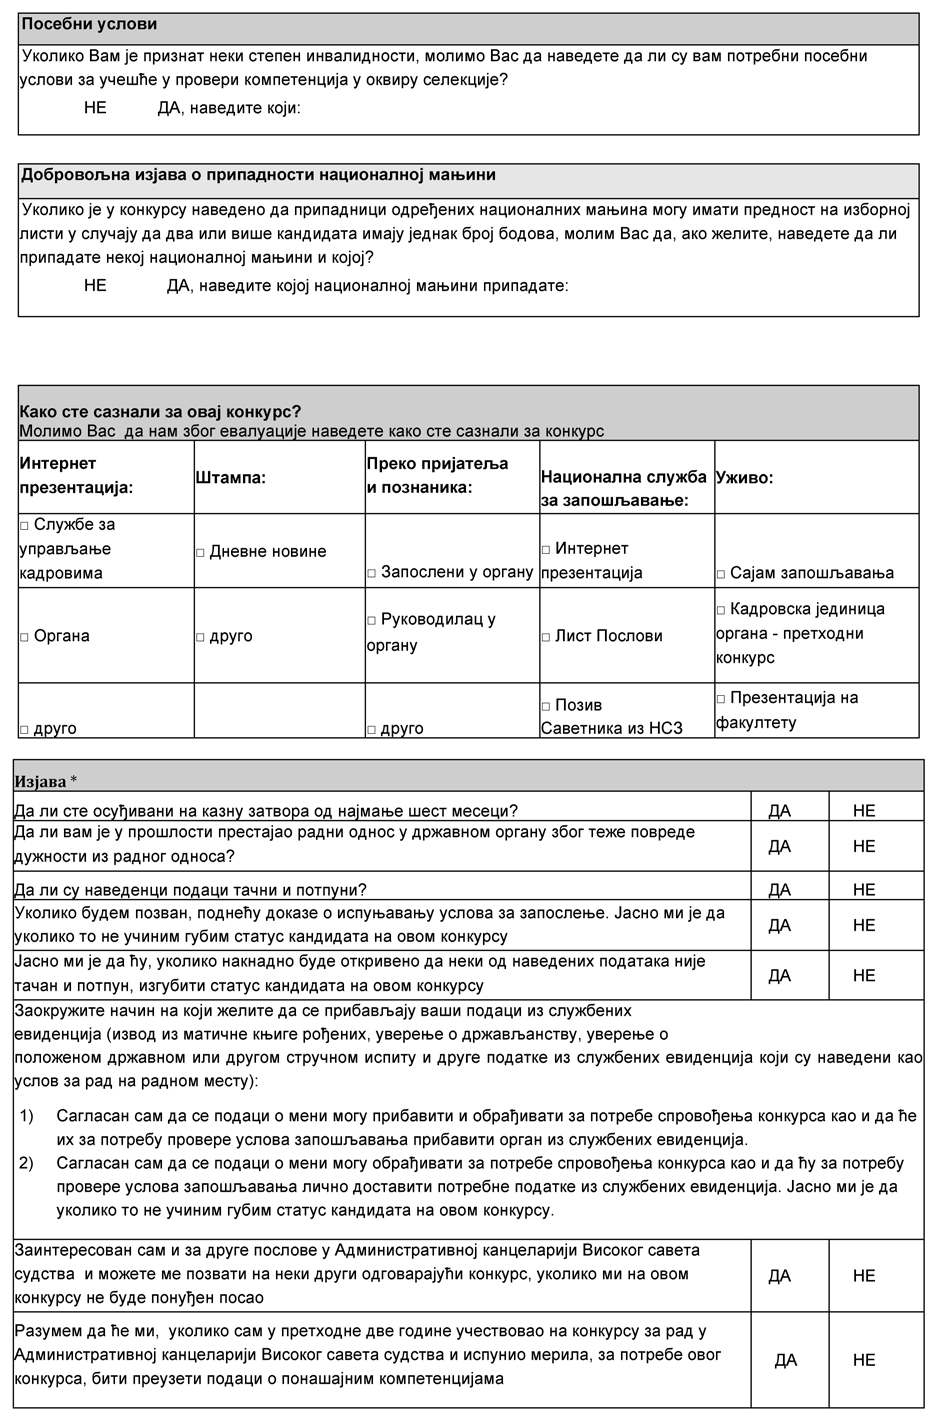 Посебни услови
Уколико Вам је признат неки степен инвалидности, молимо Вас да наведете да ли су вам потребни посебни
услови за учешће у провери компетенција у оквиру селекције?
НЕ ДА, наведите који:
Добровољна изјава о припадности националној мањини
Уколико је у конкурсу наведено да припадници одређених националних мањина могу имати предност на изборној
листи у случају да два или више кандидата имају једнак број бодова, молим Вас да, ако желите, наведете да ли
припадате некој националној мањини и којој?
НЕ ДА, наведите којој националној мањини припадате:
Како сте сазнали за овај конкурс?
Молимо Вас да нам због евалуације наведете како сте сазнали за конкурс
Интернет
презентација:
Штампа:
Преко пријатеља
и познаника:
Национална служба
за запошљавање:
Уживо:
□ Службе за
управљање
кадровима
□ Дневне новине
□ Запослени у органу
□ Интернет
презентација
□ Сајам запошљавања
□ Органа
□ друго
□ Руководилац у
органу
□ Лист Послови
□ Кадровска јединица
органа - претходни
конкурс
□ друго
□ друго
□ Позив
Саветника из НСЗ
□ Презентација на
факултету
Изјава *
Да ли сте осуђивани на казну затвора од најмање шест месеци? ДА НЕ
Да ли вам је у прошлости престајао радни однос у државном органу због теже повреде
дужности из радног односа? ДА НЕ
Да ли су наведенци подаци тачни и потпуни? ДА НЕ
Уколико будем позван, поднећу доказе о испуњавању услова за запослење. Јасно ми је да
уколико то не учиним губим статус кандидата на овом конкурсу ДА НЕ
Јасно ми је да ћу, уколико накнадно буде откривено да неки од наведених података није
тачан и потпун, изгубити статус кандидата на овом конкурсу ДА НЕ
Заокружите начин на који желите да се прибављају ваши подаци из службених
евиденција (извод из матичне књиге рођених, уверење о држављанству, уверење о
положеном државном или другом стручном испиту и друге податке из службених евиденција који су наведени као
услов за рад на радном месту):
1) Сагласан сам да се подаци о мени могу прибавити и обрађивати за потребе спровођења конкурса као и да ће
их за потребу провере услова запошљавања прибавити орган из службених евиденција.
2) Сагласан сам да се подаци о мени могу обрађивати за потребе спровођења конкурса као и да ћу за потребу
провере услова запошљавања лично доставити потребне податке из службених евиденција. Јасно ми је да
уколико то не учиним губим статус кандидата на овом конкурсу.
Заинтересован сам и за друге послове у Административној канцеларији Високог савета
судства и можете ме позвати на неки други одговарајући конкурс, уколико ми на овом
конкурсу не буде понуђен посао ДА НЕ
Разумем да ће ми, уколико сам у претходне две године учествовао на конкурсу за рад у
Административној канцеларији Високог савета судства и испунио мерила, за потребе овог
конкурса, бити преузети подаци о понашајним компетенцијама ДА НЕ